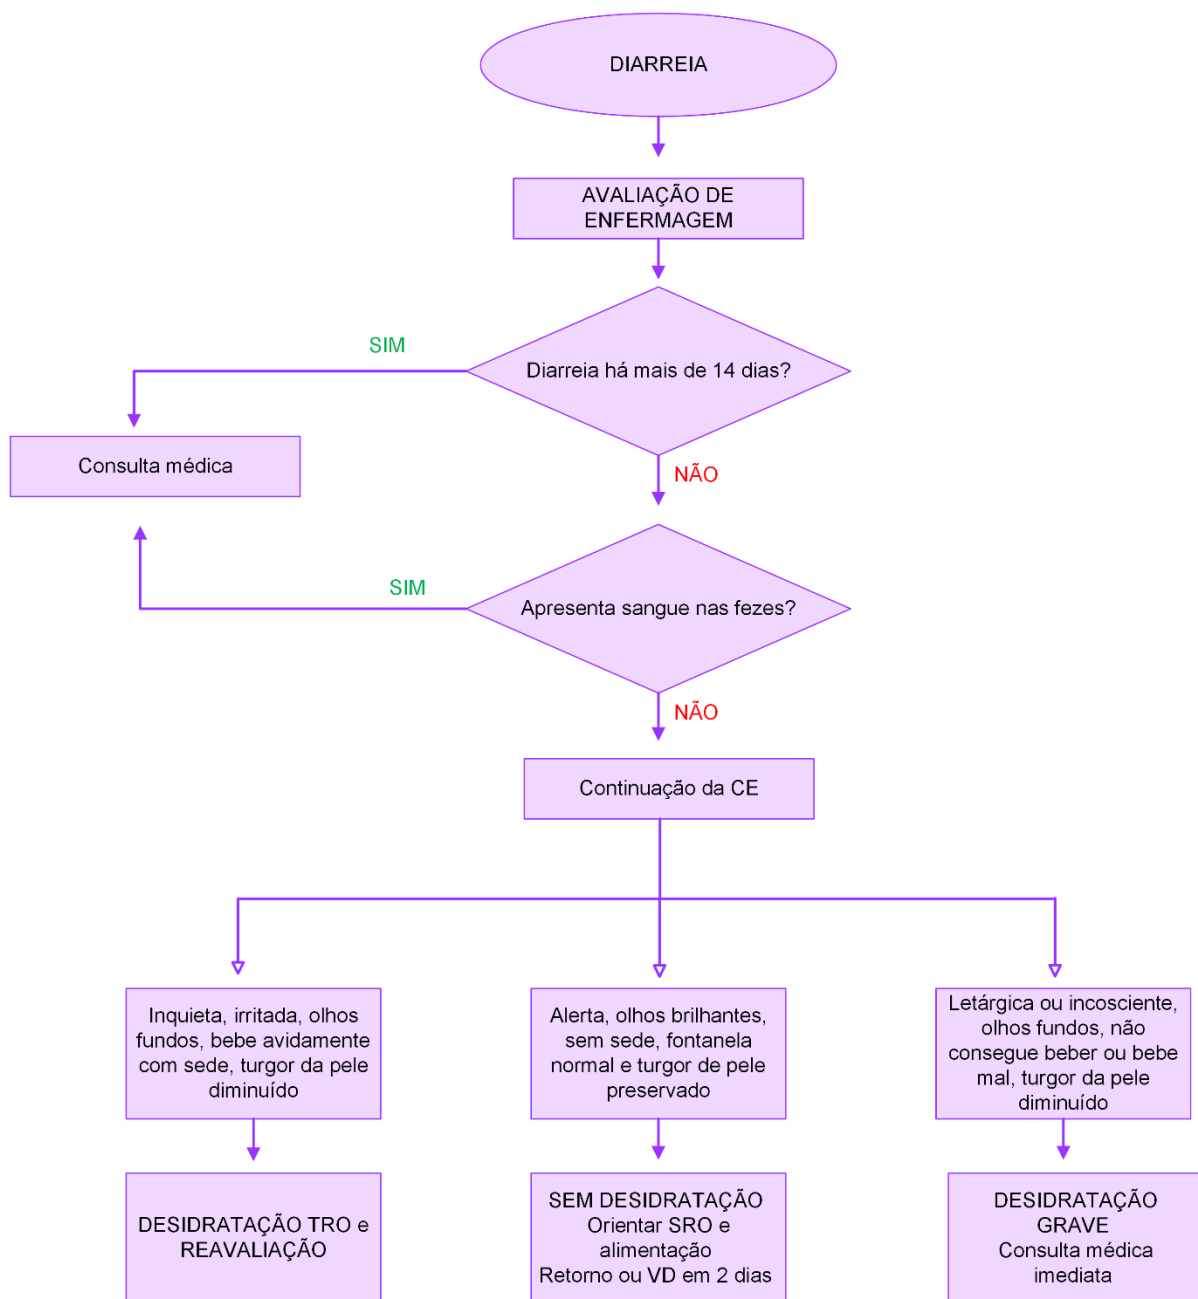 DIARREIA
AVALIAÇÃO DE
ENFERMAGEM
SIM
Diarreia há mais de 14 dias?
Consulta médica
NÃO
SIM
Apresenta sangue nas fezes?
NÃO
Continuação da CE
Inquieta, irritada, olhos
fundos, bebe avidamente
com sede, turgor da pele
diminuído
Alerta, olhos brilhantes,
sem sede, fontanela
normal e turgor de pele
preservado
Letárgica ou incosciente,
olhos fundos, não
consegue beber ou bebe
mal, turgor da pele
diminuído
DESIDRATAÇÃO TRO e
REAVALIAÇÃO
SEM DESIDRATAÇÃO
Orientar SRO e
alimentação
Retorno ou VD em 2 dias
DESIDRATAÇÃO
GRAVE
Consulta médica
imediata